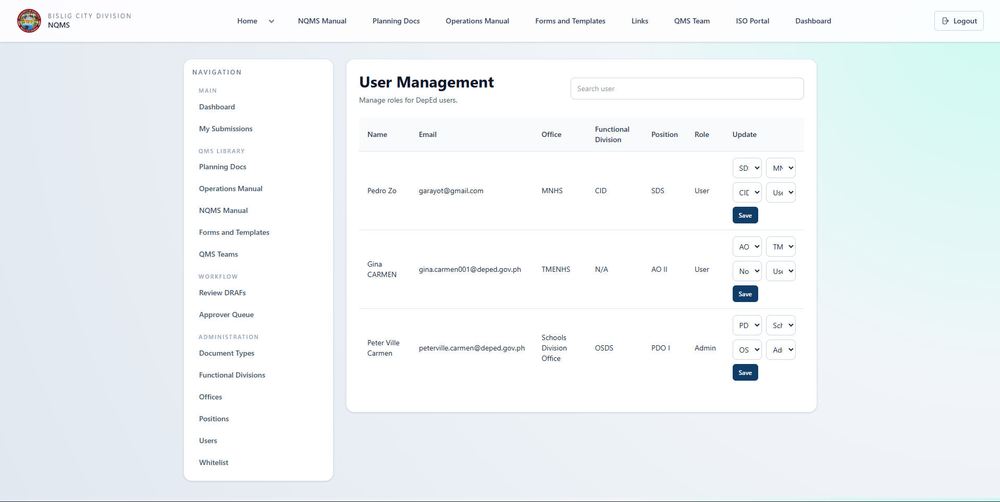 BISLIG CITY DIVISION
NQMS
Home
NQMS Manual
Planning Docs
Operations Manual
Forms and Templates
Links
QMS Team
ISO Portal
Dashboard
Logout
NAVIGATION
MAIN
Dashboard
My Submissions
QMS LIBRARY
Planning Docs
Operations Manual
NQMS Manual
Forms and Templates
QMS Teams
WORKFLOW
Review DRAFs
Approver Queue
ADMINISTRATION
Document Types
Functional Divisions
Offices
Positions
Users
Whitelist
User Management
Manage roles for DepEd users.
Search user
Name Email Office Functional Division Position Role Update
Pedro Zo garayot@gmail.com MNHS CID SDS User
SD MN
CID Use
Save
Gina CARMEN gina.carmen001@deped.gov.ph TMENHS N/A AO II User
AO TM
No Use
Save
Peter Ville Carmen peterville.carmen@deped.gov.ph Schools Division Office OSDS PDO I Admin
PD Sch
OS Ad
Save